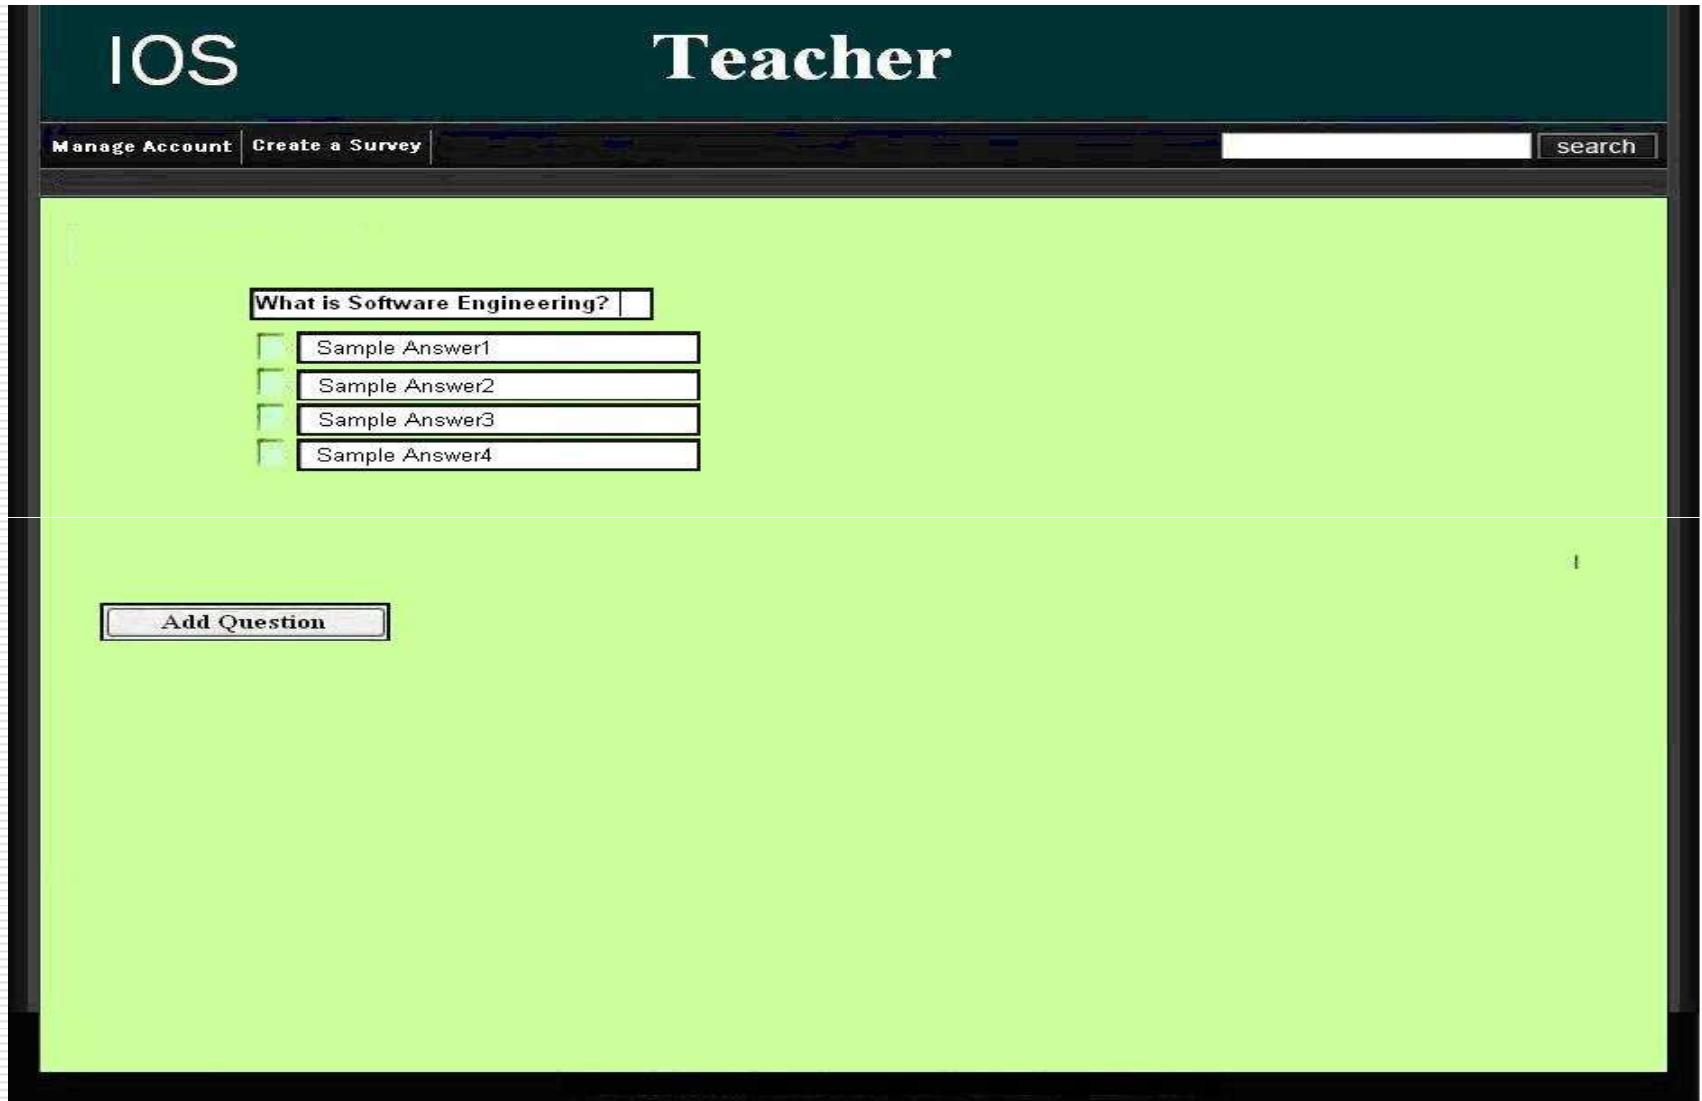 IOS Teacher
Manage Account Create a Survey search
What is Software Engineering?
Sample Answer1
Sample Answer2
Sample Answer3
Sample Answer4
Add Question